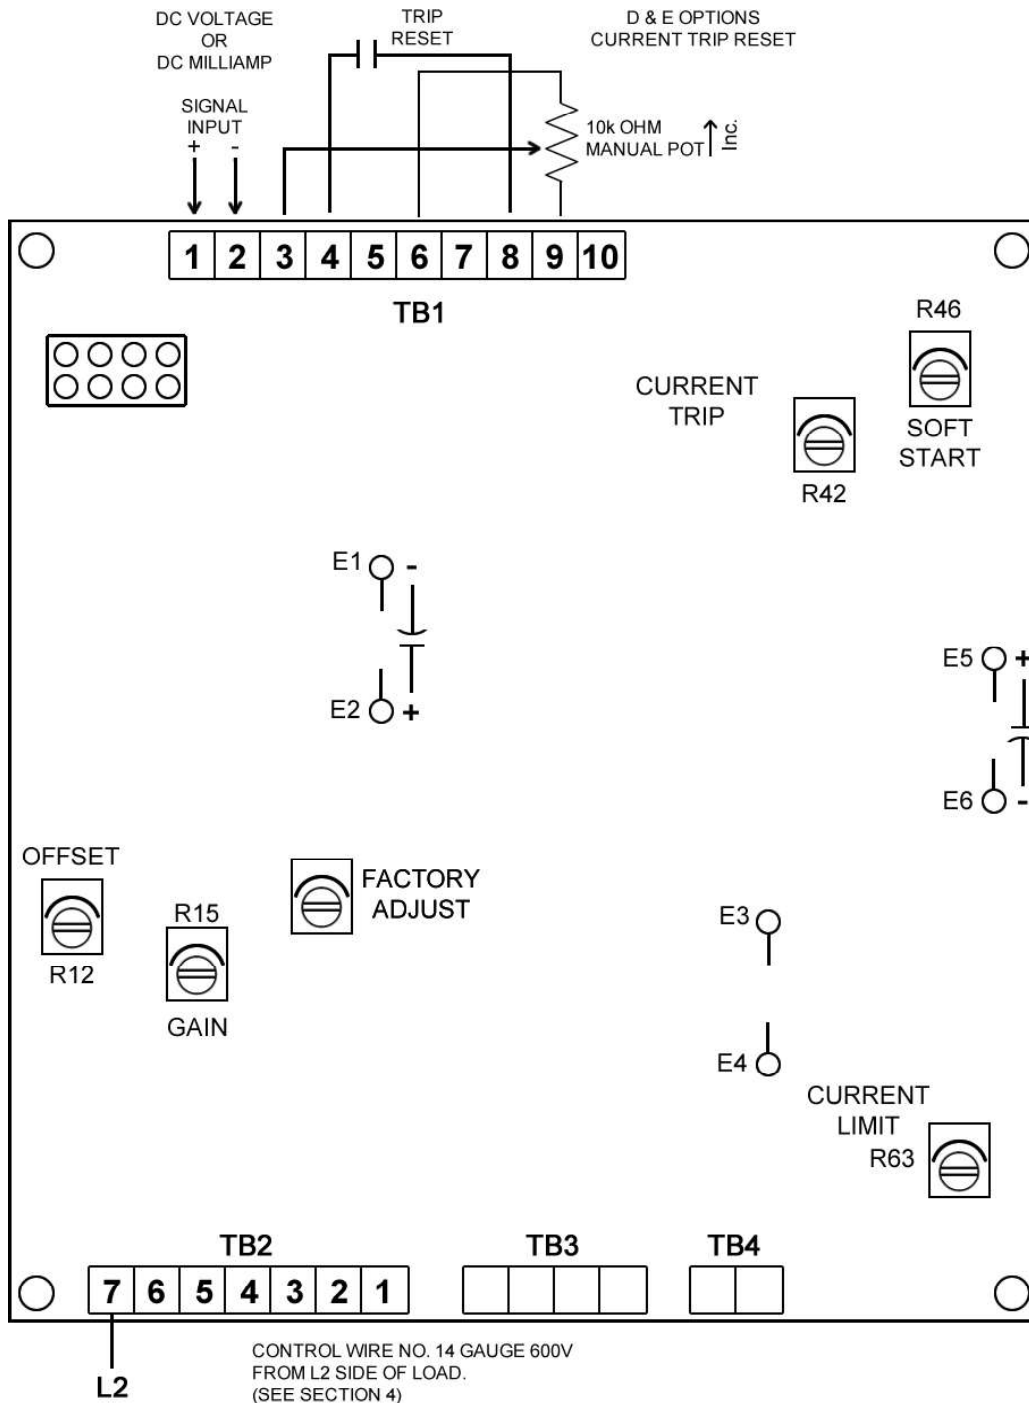 DC VOLTAGE
OR
DC MILLIAMP
TRIP
RESET
D & E OPTIONS
CURRENT TRIP RESET
SIGNAL
INPUT
+ -
10k OHM
MANUAL POT
Inc.
1 2 3 4 5 6 7 8 9 10
TB1
R46
SOFT
START
CURRENT
TRIP
R42
E1 -
E2 +
E5 +
E6 -
OFFSET
R12
R15
GAIN
FACTORY
ADJUST
E3
E4
CURRENT
LIMIT
R63
TB2
TB3
TB4
7 6 5 4 3 2 1
L2
CONTROL WIRE NO. 14 GAUGE 600V
FROM L2 SIDE OF LOAD.
(SEE SECTION 4)